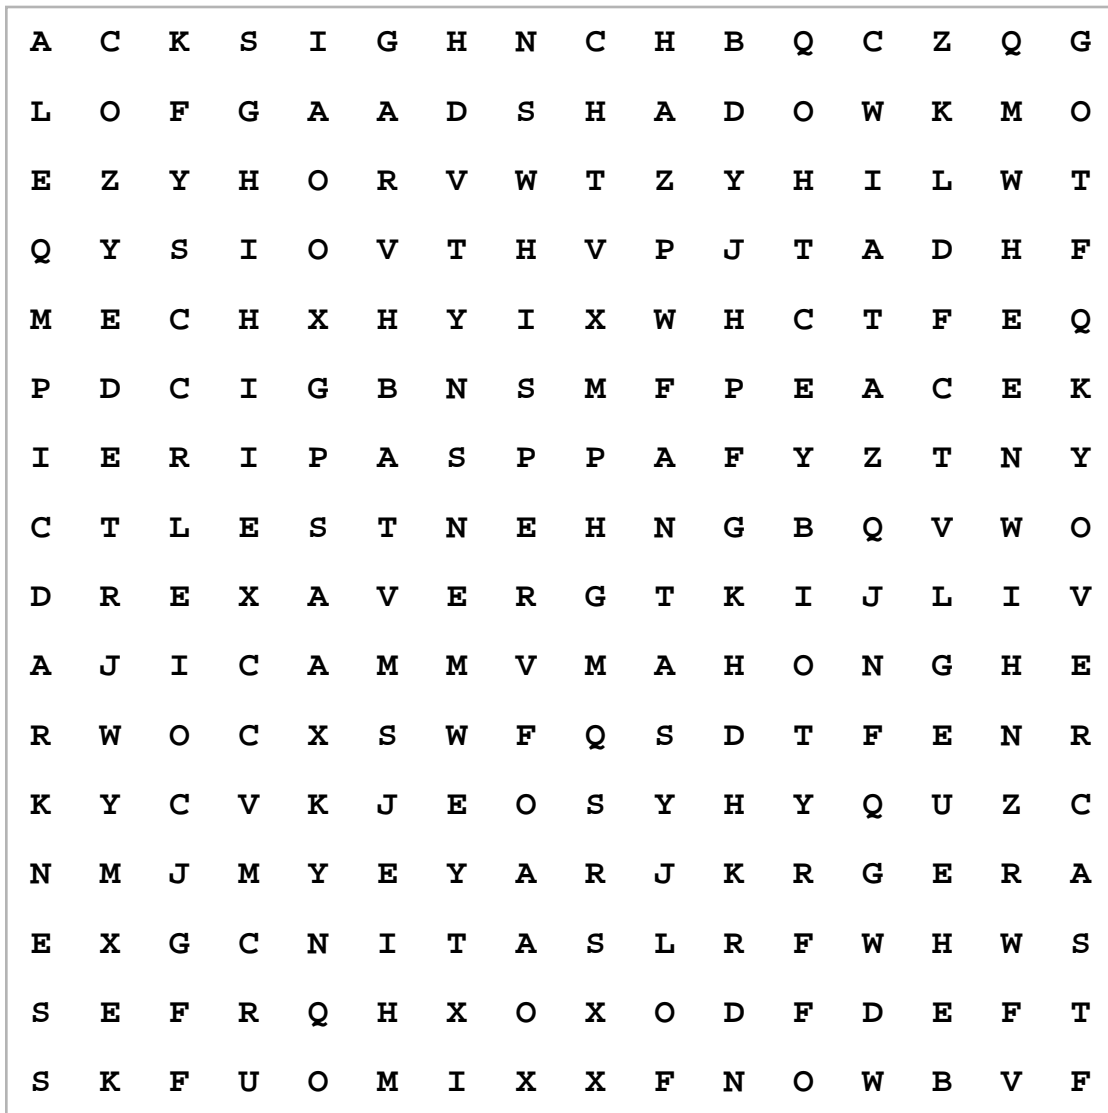 A C K S I G H N C H B Q C Z Q G
L O F G A A D S H A D O W K M O
E Z Y H O R V W T Z Y H I L W T
Q Y S I O V T H V P J T A D H F
M E C H X H Y I X W H C T F E Q
P D C I G B N S M F P E A C E K
I E R I P A S P P A F Y Z T N Y
C T L E S T N E H N G B Q V W O
D R E X A V E R G T K I J L I V
A J I C A M M V M A H O N G H E
R W O C X S W F Q S D T F E N R
K Y C V K J E O S Y H Y Q U Z C
N M J M Y E Y A R J K R G E R A
E X G C N I T A S L R F W H W S
S E F R Q H X O X O D F D E F T
S K F U O M I X X F N O W B V F